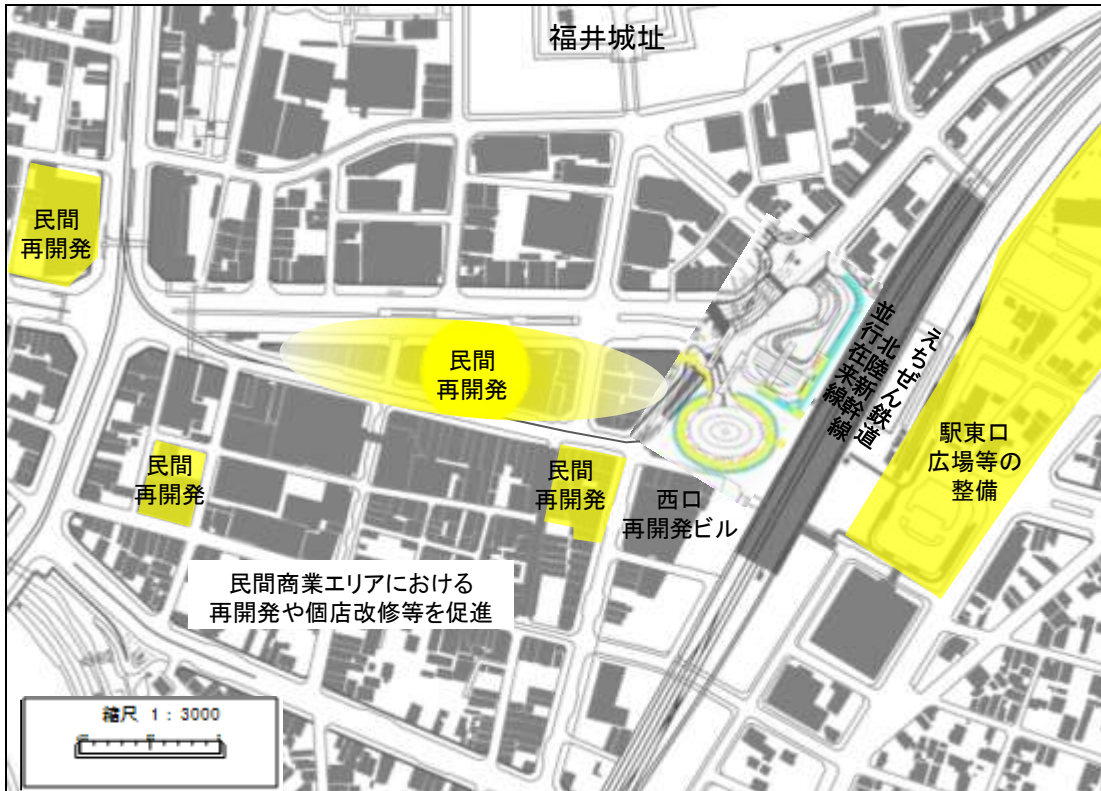 福井城址
民間
再開発
民間
再開発
えちぜん鉄道
北陸新幹線
並行在来線
駅東口
広場等の
整備
民間
再開発
民間
再開発
西口
再開発ビル
民間商業エリアにおける
再開発や個店改修等を促進
縮尺 1 : 3000